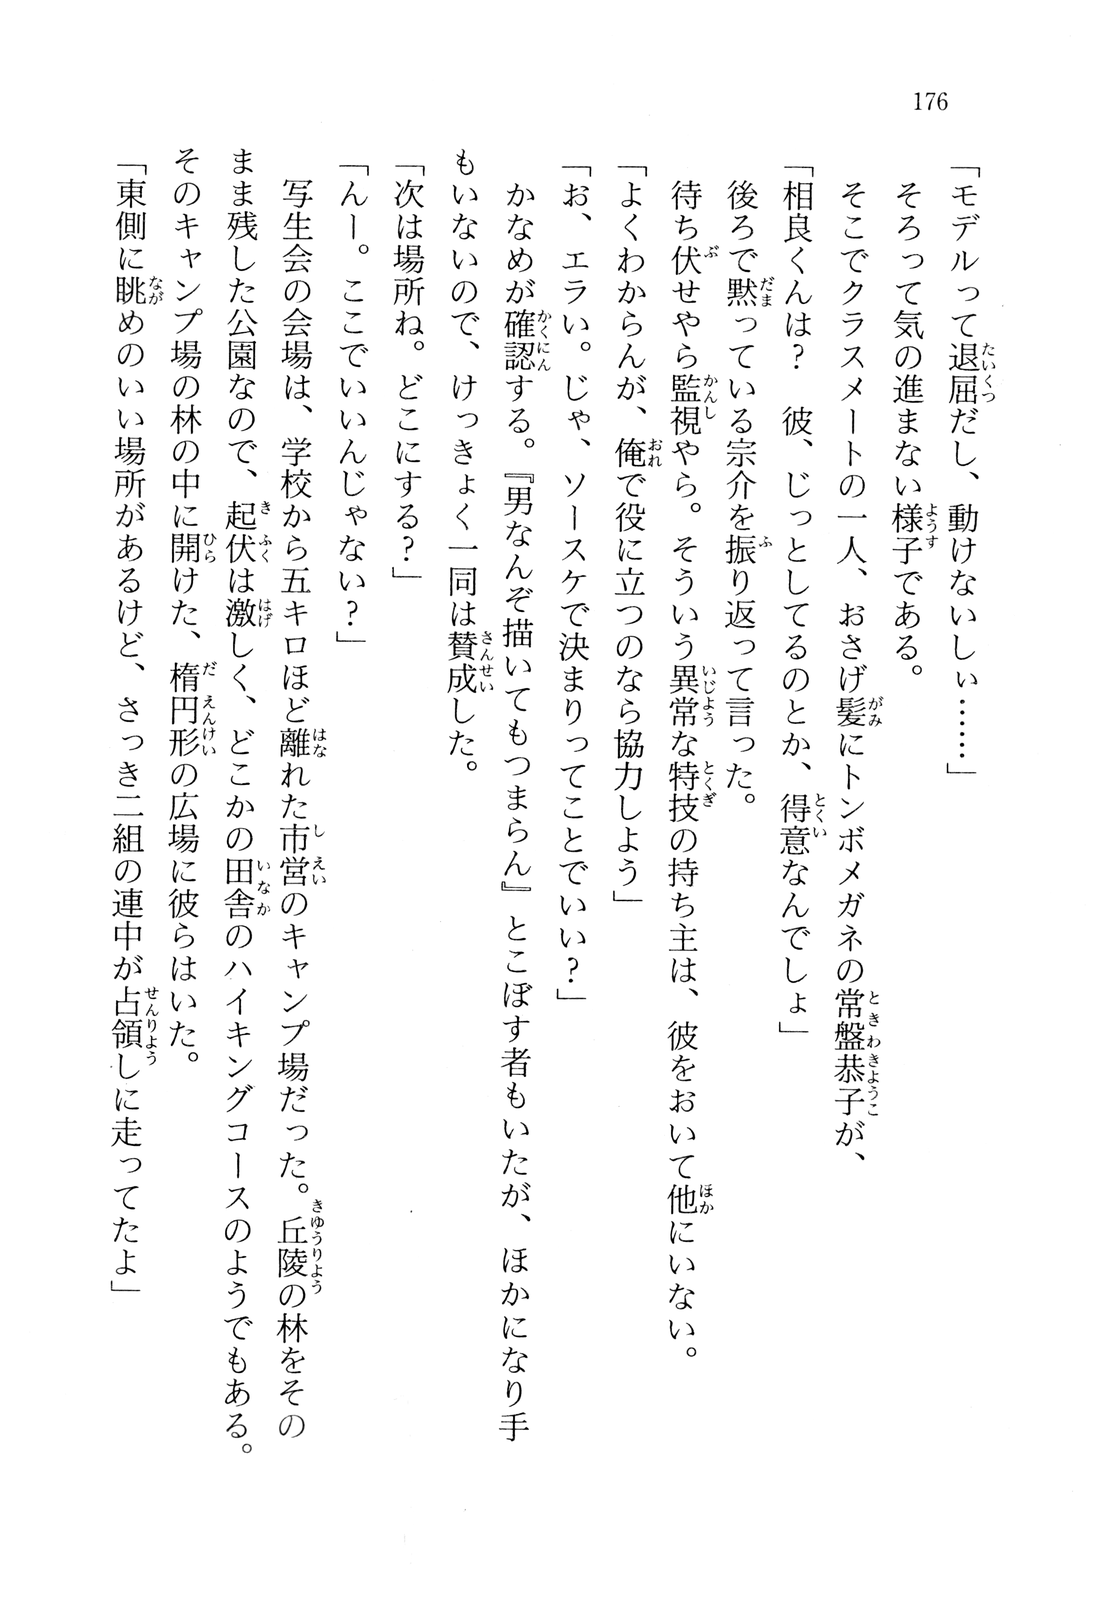 176
「モデルって退屈だし、動けないしぃ……」
そろって気の進まない様子である。
そこでクラスメートの一人、おさげ髪にトンボメガネの常盤恭子が、
「相良くんは？　彼、じっとしてるのとか、得意なんでしょ」
後ろで黙っている宗介を振り返って言った。
待ち伏せやら監視やら。そういう異常な特技の持ち主は、彼をおいて他にいない。
「よくわからんが、俺で役に立つのなら協力しよう」
「お、エラい。じゃ、ソースケで決まりってことでいい？」
かなめが確認する。『男なんぞ描いてもつまらん』とこぼす者もいたが、ほかになり手
もいないので、けっきょく一同は賛成した。
「次は場所ね。どこにする？」
「んー。ここでいいんじゃない？」
写生会の会場は、学校から五キロほど離れた市営のキャンプ場だった。丘陵の林をその
まま残した公園なので、起伏は激しく、どこかの田舎のハイキングコースのようでもある。
そのキャンプ場の林の中に開けた、楕円形の広場に彼らはいた。
「東側に眺めのいい場所があるけど、さっき二組の連中が占領しに走ってたよ」